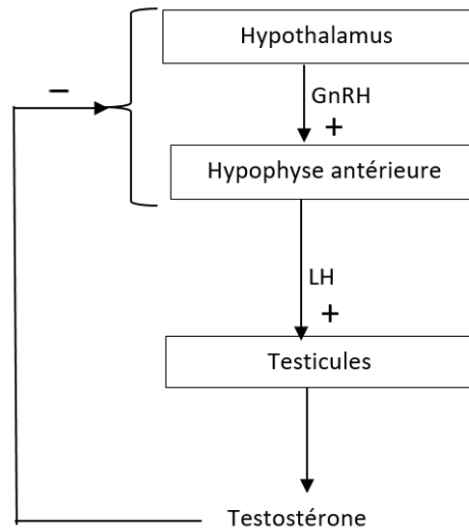 Hypothalamus
GnRH
+
−
Hypophyse antérieure
LH
+
Testicules
Testostérone